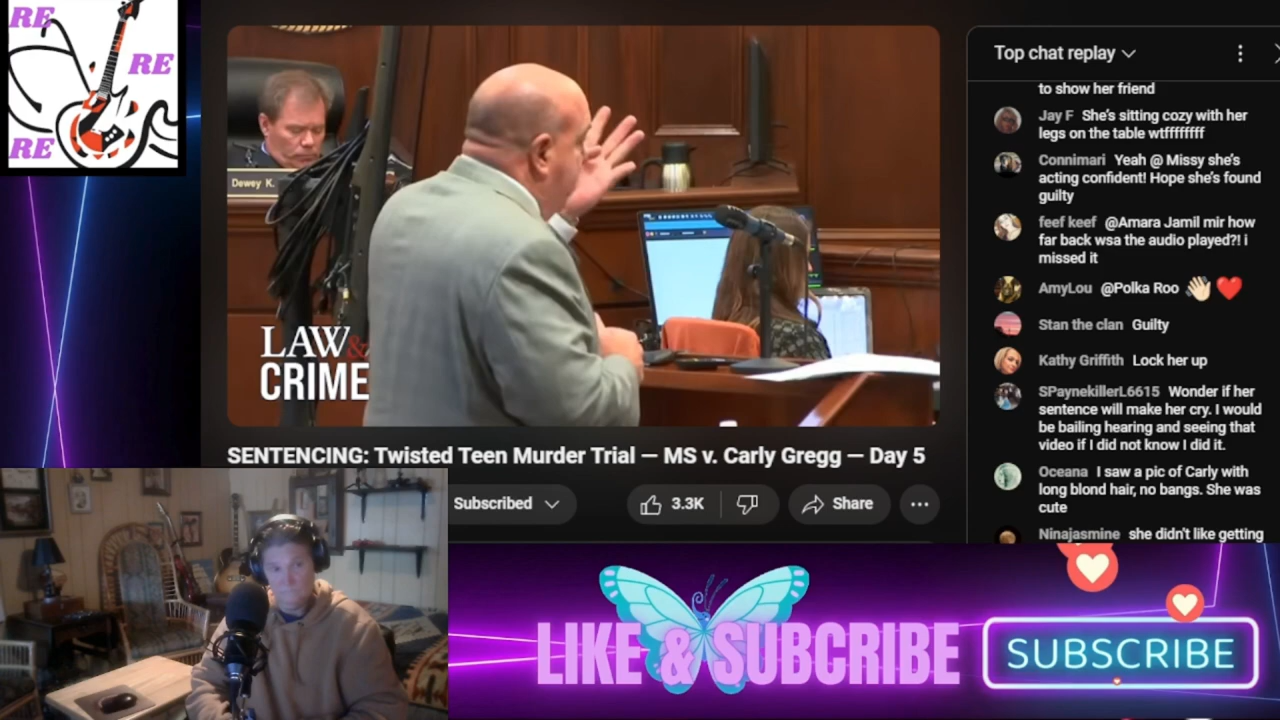 RE
RE
RE
Dewey K.
LAW &
CRIME
SENTENCING: Twisted Teen Murder Trial — MS v. Carly Gregg — Day 5
Subscribed
3.3K
Share
Top chat replay
to show her friend
Jay F She's sitting cozy with her
legs on the table wtffffffff
Connimari Yeah @ Missy she's
acting confident! Hope she's found
guilty
feef keef @Amara Jamil mir how
far back wsa the audio played?! i
missed it
AmyLou @Polka Roo 👋🏻❤️
Stan the clan Guilty
Kathy Griffith Lock her up
SPaynekillerL6615 Wonder if her
sentence will make her cry. I would
be bailing hearing and seeing that
video if I did not know I did it.
Oceana I saw a pic of Carly with
long blond hair, no bangs. She was
cute
Ninajasmine she didn't like getting
LIKE & SUBCRIBE
SUBSCRIBE